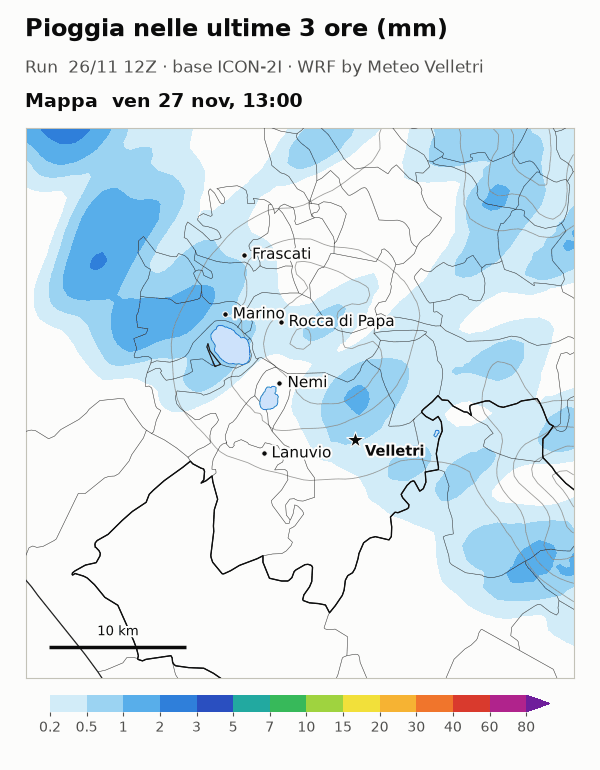 Pioggia nelle ultime 3 ore (mm)
Run 26/11 12Z · base ICON-2I · WRF by Meteo Velletri
Mappa ven 27 nov, 13:00
Frascati
Marino
Rocca di Papa
Nemi
Velletri
Lanuvio
10 km
0.2 0.5 1 2 3 5 7 10 15 20 30 40 60 80